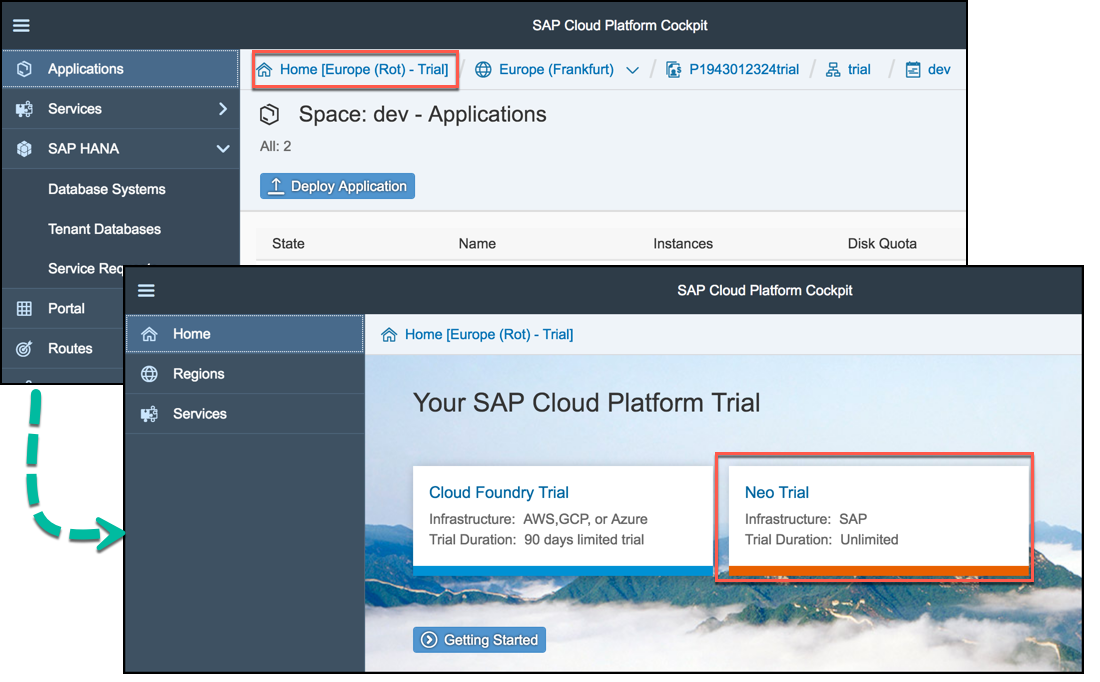 SAP Cloud Platform Cockpit
Applications
Services
SAP HANA
Database Systems
Tenant Databases
Service
Portal
Routes
Home [Europe (Rot) - Trial] / Europe (Frankfurt) / P1943012324trial / trial / dev
Space: dev - Applications
All: 2
Deploy Application
State Name Instances Disk Quota
SAP Cloud Platform Cockpit
Home
Regions
Services
Home [Europe (Rot) - Trial]
Your SAP Cloud Platform Trial
Cloud Foundry Trial
Infrastructure: AWS,GCP, or Azure
Trial Duration: 90 days limited trial
Neo Trial
Infrastructure: SAP
Trial Duration: Unlimited
Getting Started